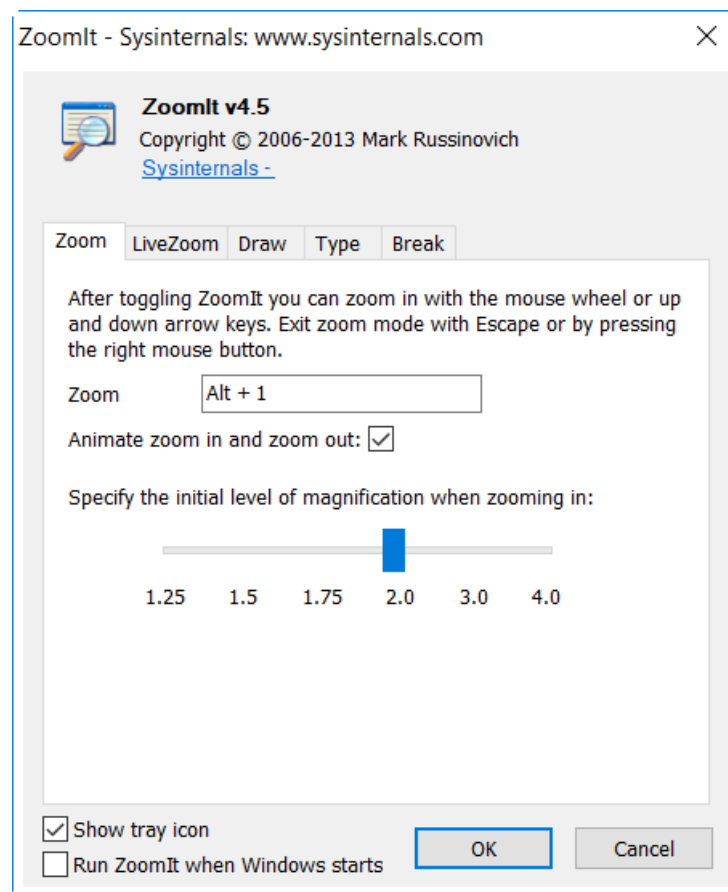 ZoomIt - Sysinternals: www.sysinternals.com
ZoomIt v4.5
Copyright © 2006-2013 Mark Russinovich
Sysinternals -
Zoom LiveZoom Draw Type Break
After toggling ZoomIt you can zoom in with the mouse wheel or up
and down arrow keys. Exit zoom mode with Escape or by pressing
the right mouse button.
Zoom Alt + 1
Animate zoom in and zoom out:
Specify the initial level of magnification when zooming in:
1.25 1.5 1.75 2.0 3.0 4.0
Show tray icon
Run ZoomIt when Windows starts
OK Cancel